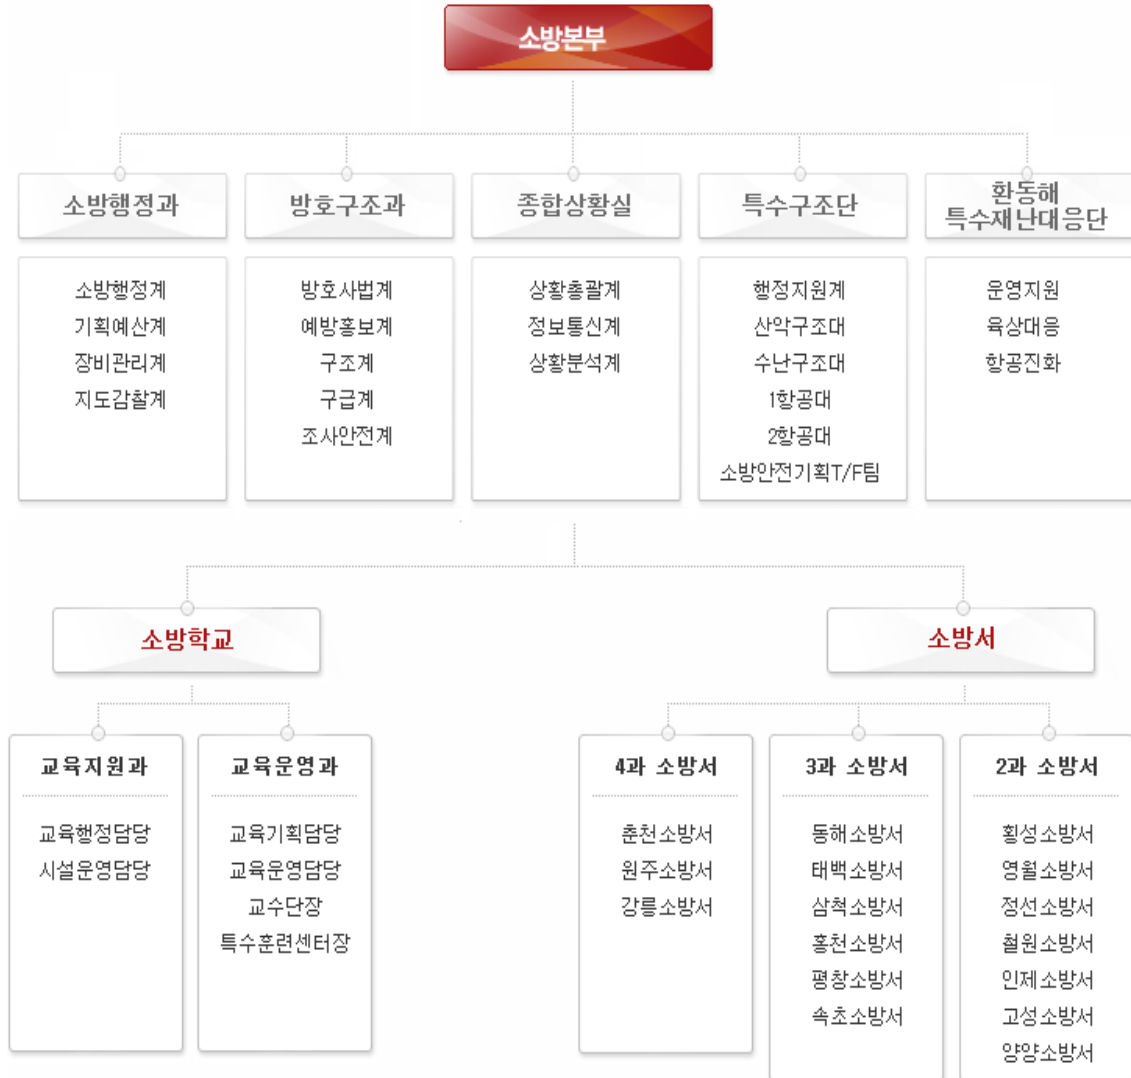 소방본부
소방행정과
방호구조과
종합상황실
특수구조단
환동해
특수재난대응단
소방행정계
기획예산계
장비관리계
지도감찰계
방호사법계
예방홍보계
구조계
구급계
조사안전계
상황총괄계
정보통신계
상황분석계
행정지원계
산악구조대
수난구조대
1항공대
2항공대
소방안전기획T/F팀
운영지원
육상대응
항공진화
소방학교
소방서
교육지원과
교육행정담당
시설운영담당
교육운영과
교육기획담당
교육운영담당
교수단장
특수훈련센터장
4과 소방서
춘천소방서
원주소방서
강릉소방서
3과 소방서
동해소방서
태백소방서
삼척소방서
홍천소방서
평창소방서
속초소방서
2과 소방서
횡성소방서
영월소방서
정선소방서
철원소방서
인제소방서
고성소방서
양양소방서